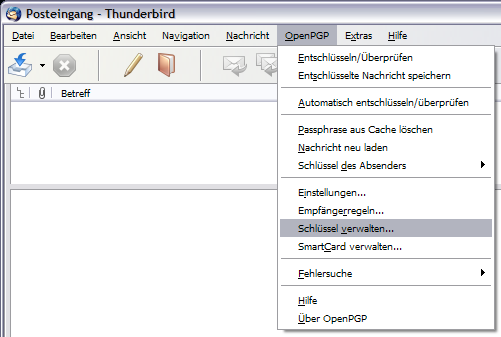 Posteingang - Thunderbird
Datei Bearbeiten Ansicht Navigation Nachricht OpenPGP Extras Hilfe
Betreff
Entschlüsseln/Überprüfen
Entschlüsselte Nachricht speichern
Automatisch entschlüsseln/überprüfen
Passphrase aus Cache löschen
Nachricht neu laden
Schlüssel des Absenders
Einstellungen...
Empfängerregeln...
Schlüssel verwalten...
SmartCard verwalten...
Fehlersuche
Hilfe
Über OpenPGP